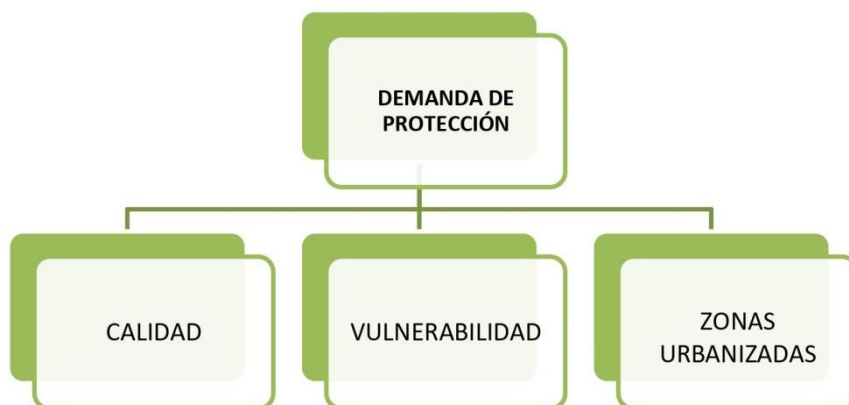 DEMANDA DE
PROTECCIÓN
CALIDAD
VULNERABILIDAD
ZONAS
URBANIZADAS